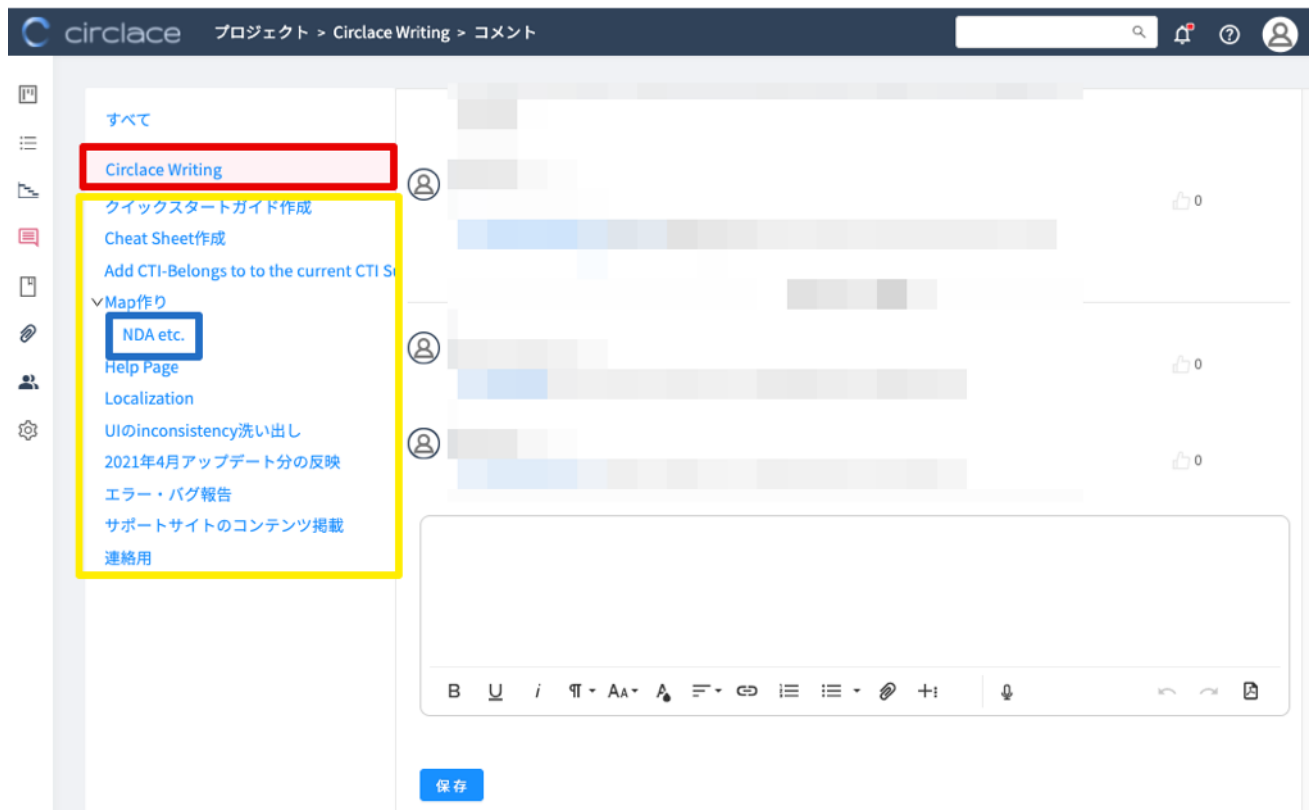 circlace プロジェクト > Circlace Writing > コメント
すべて
Circlace Writing
クイックスタートガイド作成
Cheat Sheet作成
Add CTI-Belongs to to the current CTI
Map作り
NDA etc.
Help Page
Localization
UIのinconsistency洗い出し
2021年4月アップデート分の反映
エラー・バグ報告
サポートサイトのコンテンツ掲載
連絡用
0
0
0
B U i ¶ AA A
保存